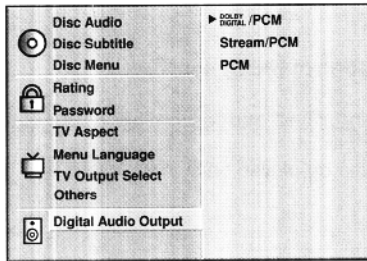 Disc Audio
Disc Subtitle
Disc Menu
Rating
Password
TV Aspect
Menu Language
TV Output Select
Others
Digital Audio Output
DOLBY DIGITAL /PCM
Stream/PCM
PCM